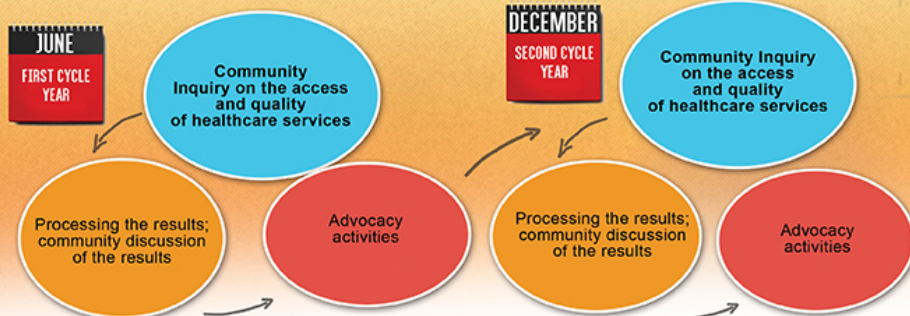 JUNE
FIRST CYCLE
YEAR
Community
Inquiry on the access
and quality
of healthcare services
Processing the results;
community discussion
of the results
Advocacy
activities
DECEMBER
SECOND CYCLE
YEAR
Community Inquiry
on the access
and quality
of healthcare services
Processing the results;
community discussion
of the results
Advocacy
activities